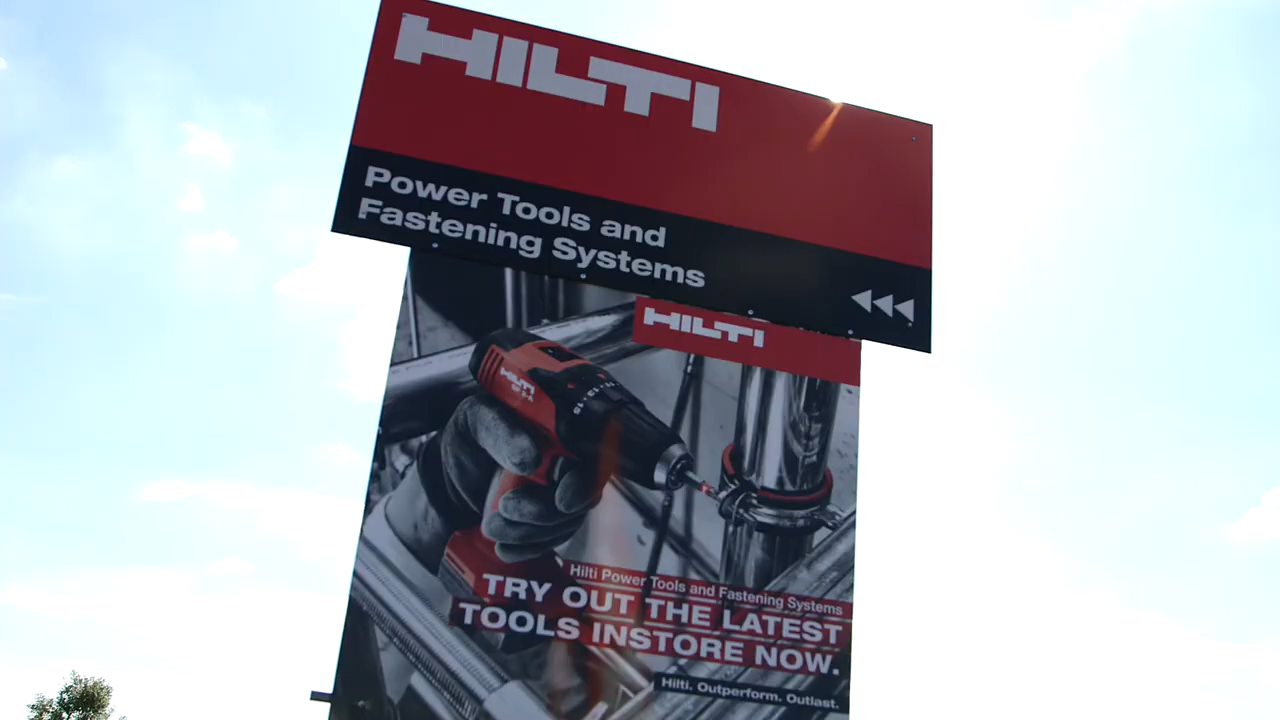 HILTI
Power Tools and
Fastening Systems
HILTI
HILTI
Hilti Power Tools and Fastening Systems
TRY OUT THE LATEST
TOOLS INSTORE NOW.
Hilti. Outperform. Outlast.